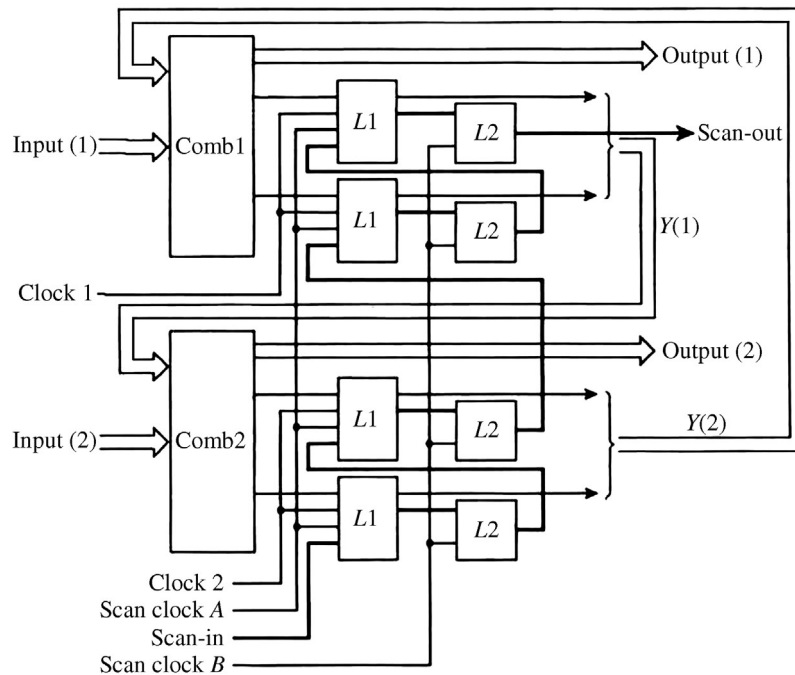 Output (1)
L1
L2
Scan-out
Input (1)
Comb1
L1
L2
Y(1)
Clock 1
Output (2)
L1
L2
Y(2)
Input (2)
Comb2
L1
L2
Clock 2
Scan clock A
Scan-in
Scan clock B